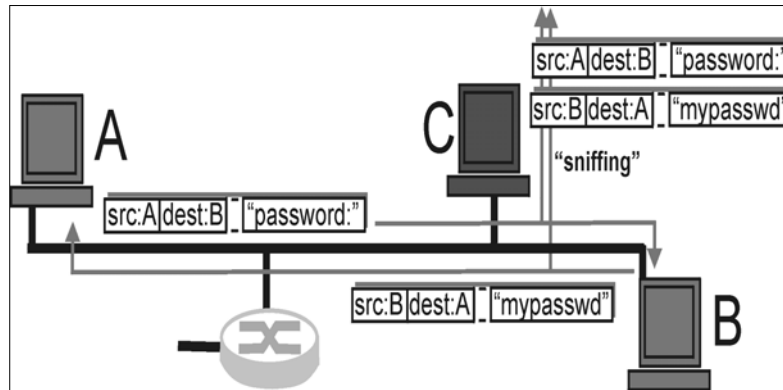 src:A dest:B "password:"
src:B dest:A "mypasswd"
"sniffing"
A
C
src:A dest:B "password:"
src:B dest:A "mypasswd"
B